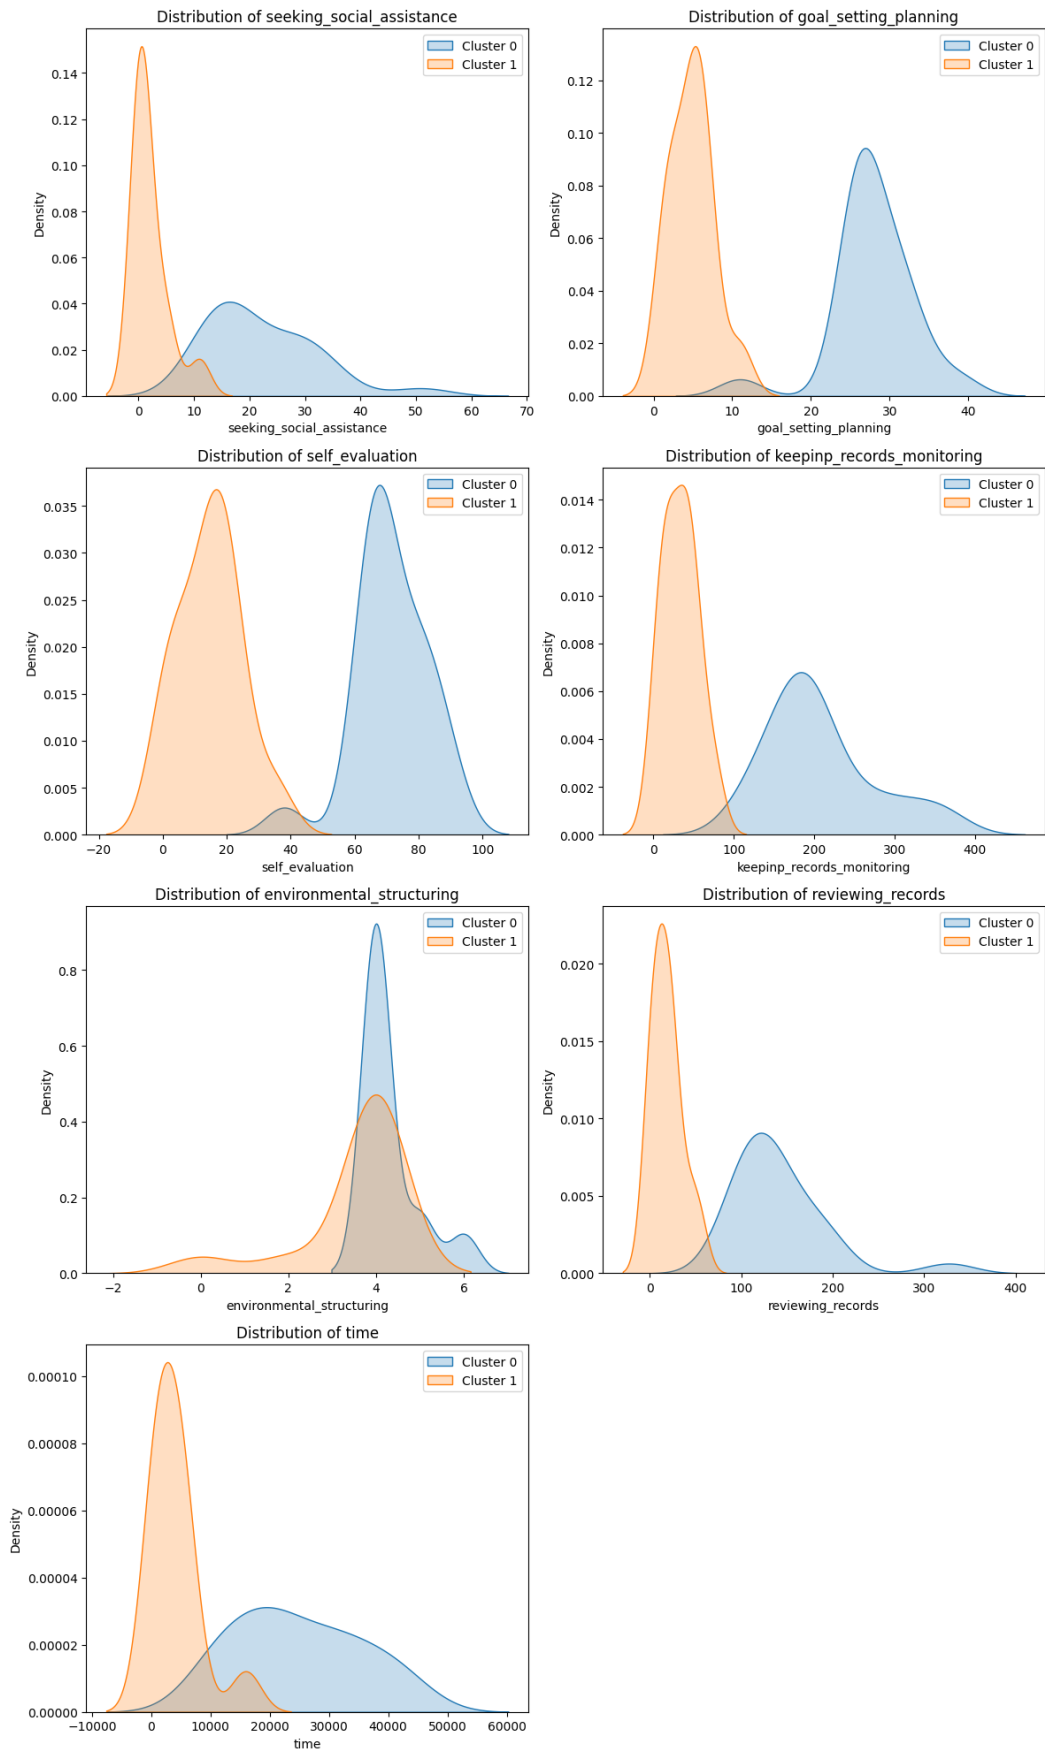 Distribution of seeking_social_assistance
Cluster 0
Cluster 1
0.14
0.12
0.10
0.08
0.06
0.04
0.02
0.00
Density
0 10 20 30 40 50 60 70
seeking_social_assistance
Distribution of goal_setting_planning
Cluster 0
Cluster 1
0.12
0.10
0.08
0.06
0.04
0.02
0.00
Density
0 10 20 30 40
goal_setting_planning
Distribution of self_evaluation
Cluster 0
Cluster 1
0.035
0.030
0.025
0.020
0.015
0.010
0.005
0.000
Density
−20 0 20 40 60 80 100
self_evaluation
Distribution of keepinp_records_monitoring
Cluster 0
Cluster 1
0.014
0.012
0.010
0.008
0.006
0.004
0.002
0.000
Density
0 100 200 300 400
keepinp_records_monitoring
Distribution of environmental_structuring
Cluster 0
Cluster 1
0.8
0.6
0.4
0.2
0.0
Density
−2 0 2 4 6
environmental_structuring
Distribution of reviewing_records
Cluster 0
Cluster 1
0.020
0.015
0.010
0.005
0.000
Density
0 100 200 300 400
reviewing_records
Distribution of time
Cluster 0
Cluster 1
0.00010
0.00008
0.00006
0.00004
0.00002
0.00000
Density
−10000 0 10000 20000 30000 40000 50000 60000
time